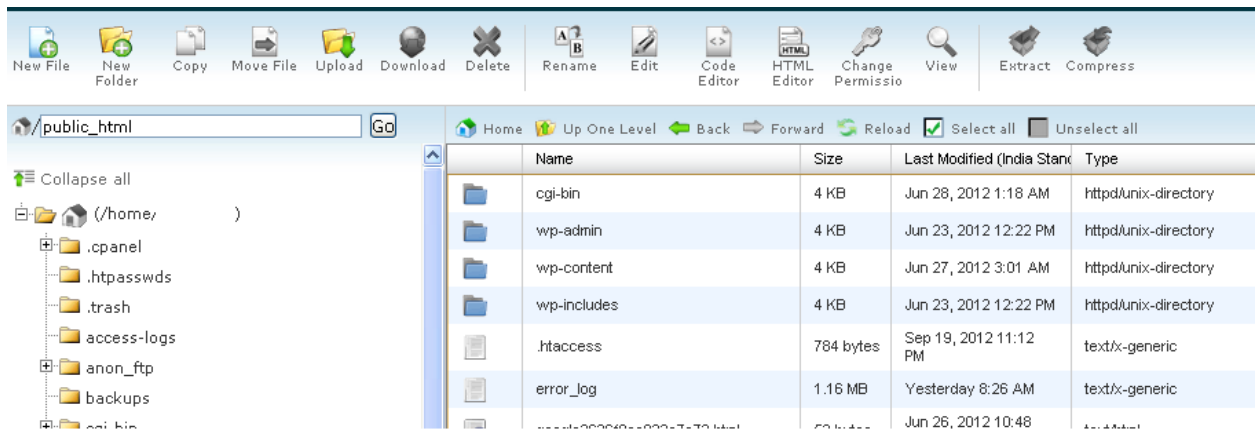 New File New Folder Copy Move File Upload Download Delete Rename Edit Code Editor HTML Editor Change Permissio View Extract Compress
/ public_html Go
Home Up One Level Back Forward Reload Select all Unselect all
Collapse all
(/home/ )
.cpanel
.htpasswds
.trash
access-logs
anon_ftp
backups
cgi-bin
Name Size Last Modified (India Stand Type
cgi-bin 4 KB Jun 28, 2012 1:18 AM httpd/unix-directory
wp-admin 4 KB Jun 23, 2012 12:22 PM httpd/unix-directory
wp-content 4 KB Jun 27, 2012 3:01 AM httpd/unix-directory
wp-includes 4 KB Jun 23, 2012 12:22 PM httpd/unix-directory
.htaccess 784 bytes Sep 19, 2012 11:12 PM text/x-generic
error_log 1.16 MB Yesterday 8:26 AM text/x-generic
Jun 26, 2012 10:48 text/html